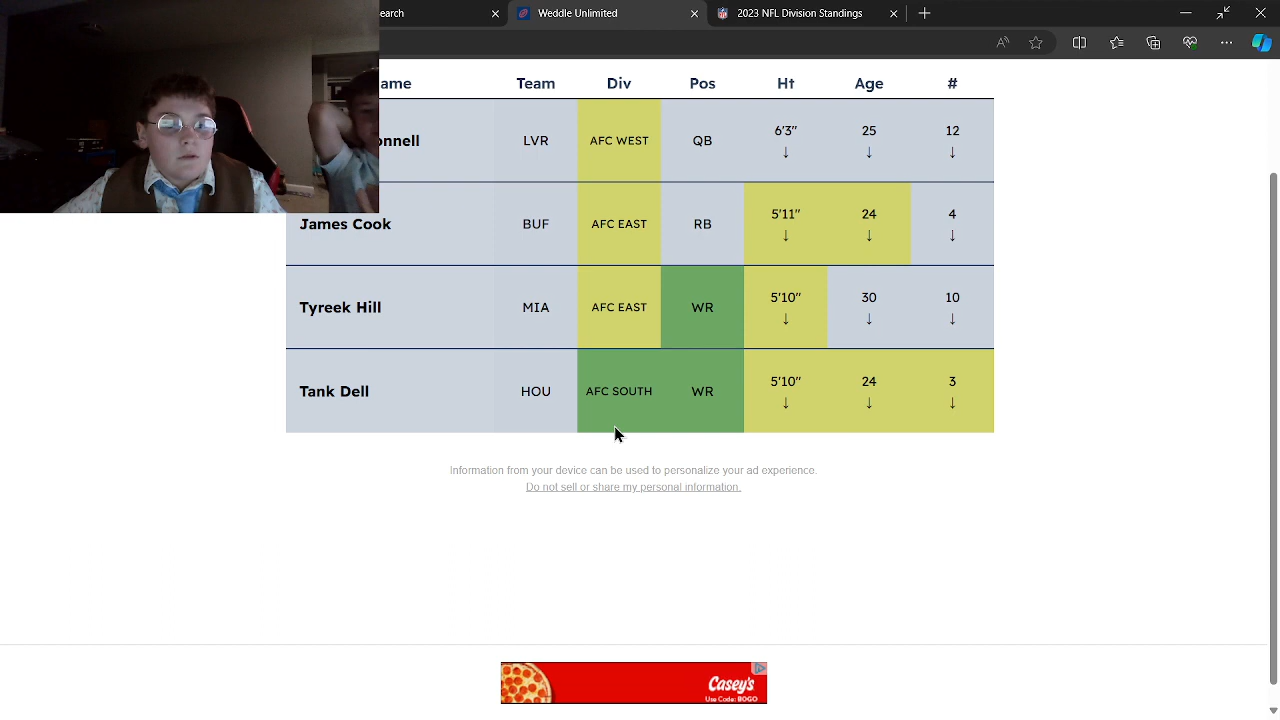 earch
Weddle Unlimited
2023 NFL Division Standings
ame Team Div Pos Ht Age #
onnell LVR AFC WEST QB 6'3" ↓ 25 ↓ 12 ↓
James Cook BUF AFC EAST RB 5'11" ↓ 24 ↓ 4 ↓
Tyreek Hill MIA AFC EAST WR 5'10" ↓ 30 ↓ 10 ↓
Tank Dell HOU AFC SOUTH WR 5'10" ↓ 24 ↓ 3 ↓
Information from your device can be used to personalize your ad experience.
Do not sell or share my personal information.
Casey's
Use Code: BOGO